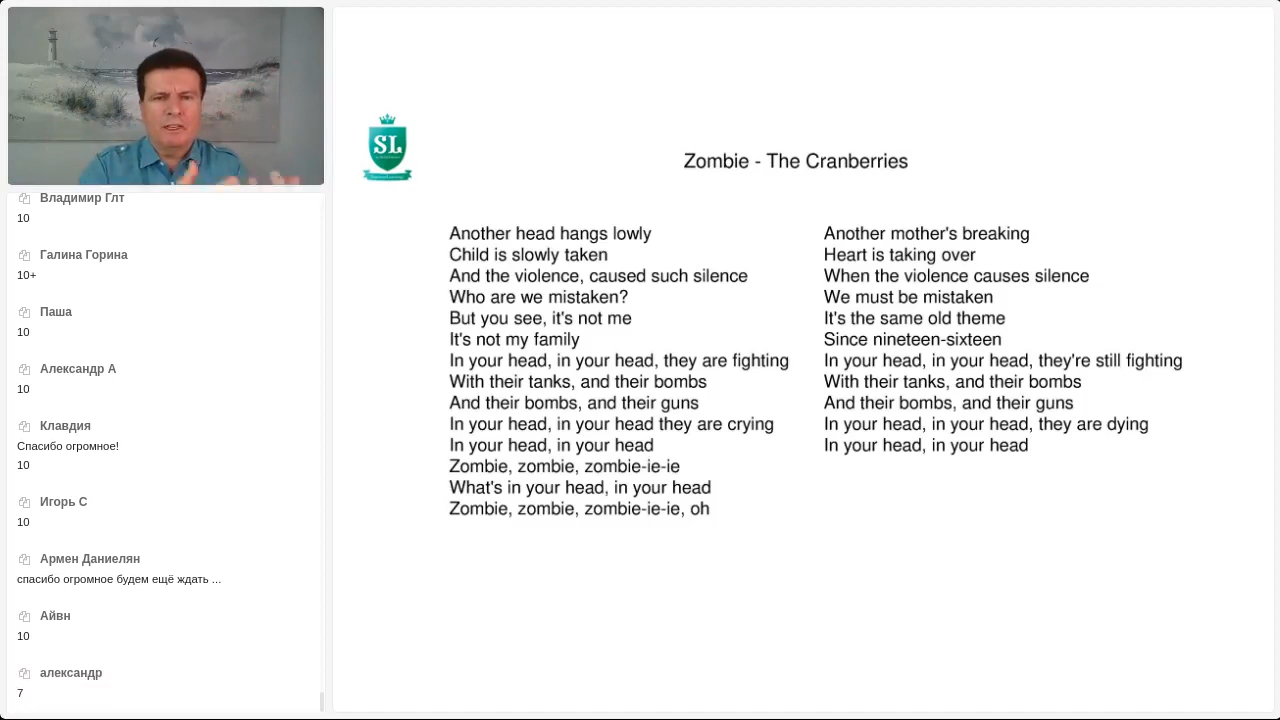 Владимир Глт
10
Галина Горина
10+
Паша
10
Александр А
10
Клавдия
Спасибо огромное!
10
Игорь С
10
Армен Даниелян
спасибо огромное будем ещё ждать ...
Айвн
10
александр
7
SL
Zombie - The Cranberries
Another head hangs lowly
Child is slowly taken
And the violence, caused such silence
Who are we mistaken?
But you see, it's not me
It's not my family
In your head, in your head, they are fighting
With their tanks, and their bombs
And their bombs, and their guns
In your head, in your head they are crying
In your head, in your head
Zombie, zombie, zombie-ie-ie
What's in your head, in your head
Zombie, zombie, zombie-ie-ie, oh
Another mother's breaking
Heart is taking over
When the violence causes silence
We must be mistaken
It's the same old theme
Since nineteen-sixteen
In your head, in your head, they're still fighting
With their tanks, and their bombs
And their bombs, and their guns
In your head, in your head, they are dying
In your head, in your head